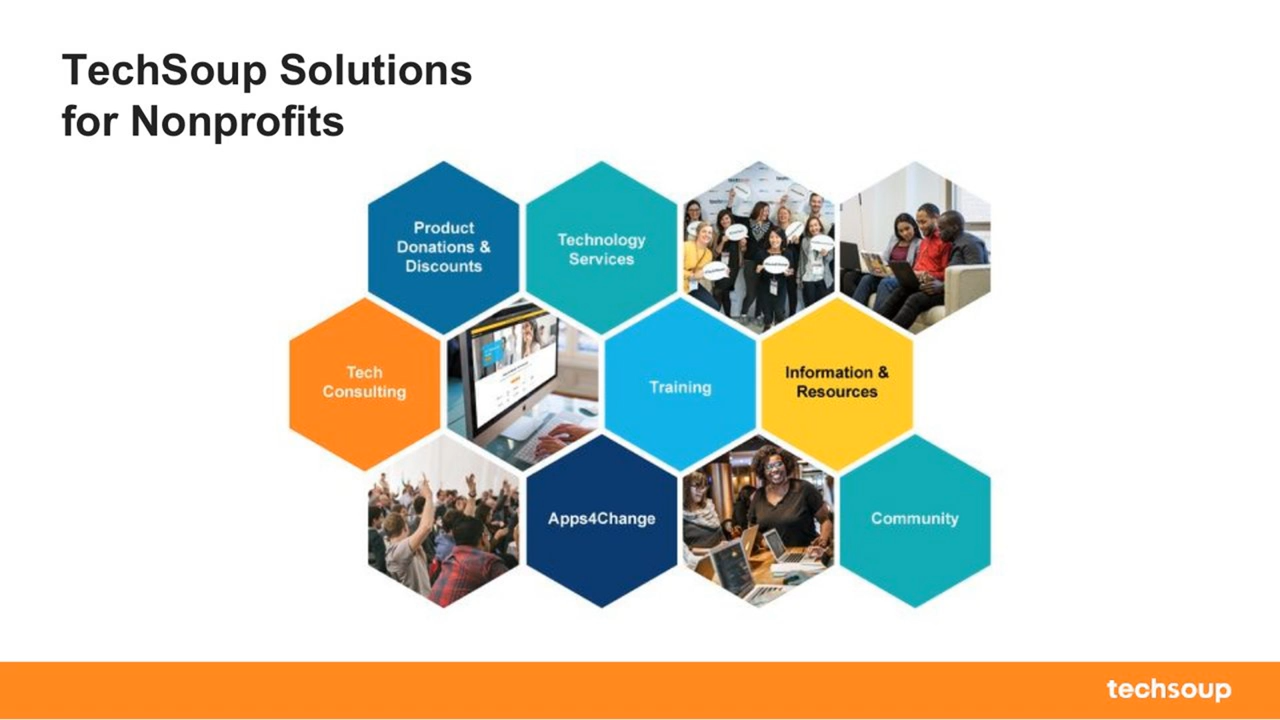 TechSoup Solutions
for Nonprofits
Product
Donations &
Discounts
Technology
Services
Tech
Consulting
Training
Information &
Resources
Apps4Change
Community
techsoup